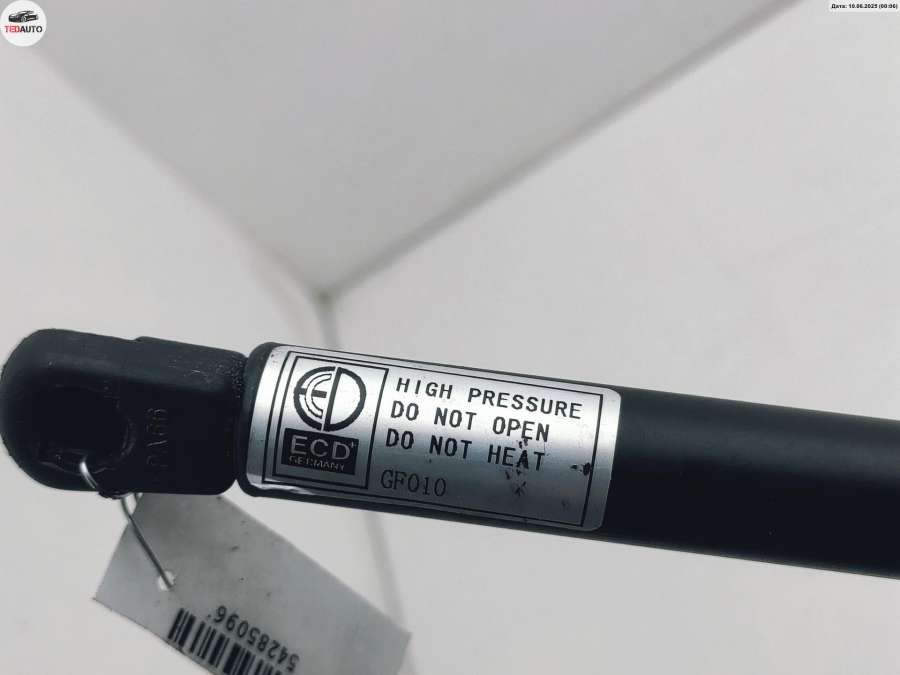 TEDAUTO
Дата: 10.06.2025 (00:06)
HIGH PRESSURE
DO NOT OPEN
DO NOT HEAT
GF010
ECD+
GERMANY
PA66
54285096